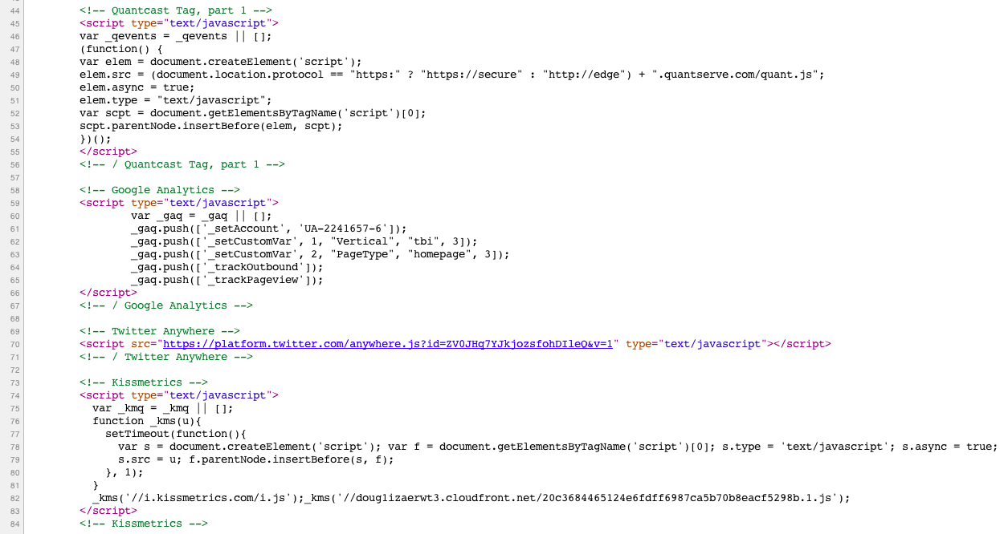 44 <!-- Quantcast Tag, part 1 -->
45 <script type="text/javascript">
46 var _qevents = _qevents || [];
47 (function() {
48 var elem = document.createElement('script');
49 elem.src = (document.location.protocol == "https:" ? "https://secure" : "http://edge") + ".quantserve.com/quant.js";
50 elem.async = true;
51 elem.type = "text/javascript";
52 var scpt = document.getElementsByTagName('script')[0];
53 scpt.parentNode.insertBefore(elem, scpt);
54 })();
55 </script>
56 <!-- / Quantcast Tag, part 1 -->
57
58 <!-- Google Analytics -->
59 <script type="text/javascript">
60 var _gaq = _gaq || [];
61 _gaq.push(['_setAccount', 'UA-2241657-6']);
62 _gaq.push(['_setCustomVar', 1, "Vertical", "tbi", 3]);
63 _gaq.push(['_setCustomVar', 2, "PageType", "homepage", 3]);
64 _gaq.push(['_trackOutbound']);
65 _gaq.push(['_trackPageview']);
66 </script>
67 <!-- / Google Analytics -->
68
69 <!-- Twitter Anywhere -->
70 <script src="https://platform.twitter.com/anywhere.js?id=ZV0JHq7YJkjozsfohDIleQ&v=1" type="text/javascript"></script>
71 <!-- / Twitter Anywhere -->
72
73 <!-- Kissmetrics -->
74 <script type="text/javascript">
75 var _kmq = _kmq || [];
76 function _kms(u){
77 setTimeout(function(){
78 var s = document.createElement('script'); var f = document.getElementsByTagName('script')[0]; s.type = 'text/javascript'; s.async = true;
79 s.src = u; f.parentNode.insertBefore(s, f);
80 }, 1);
81 }
82 _kms('//i.kissmetrics.com/i.js');_kms('//doug1izaerwt3.cloudfront.net/20c3684465124e6fdff6987ca5b70b8eacf5298b.1.js');
83 </script>
84 <!-- Kissmetrics -->